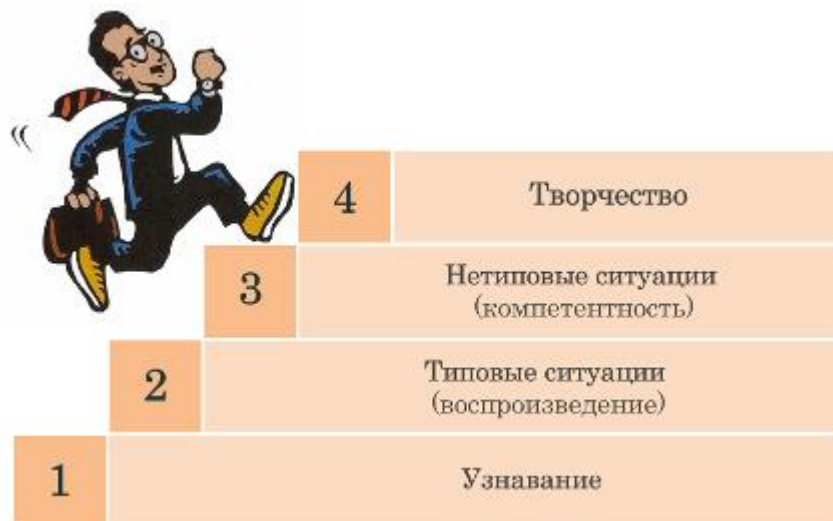 4
Творчество
3
Нетиповые ситуации
(компетентность)
2
Типовые ситуации
(воспроизведение)
1
Узнавание